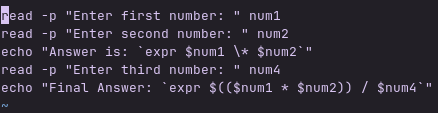 read -p "Enter first number: " num1
read -p "Enter second number: " num2
echo "Answer is: `expr $num1 \* $num2`"
read -p "Enter third number: " num4
echo "Final Answer: `expr $(($num1 * $num2)) / $num4`"
~